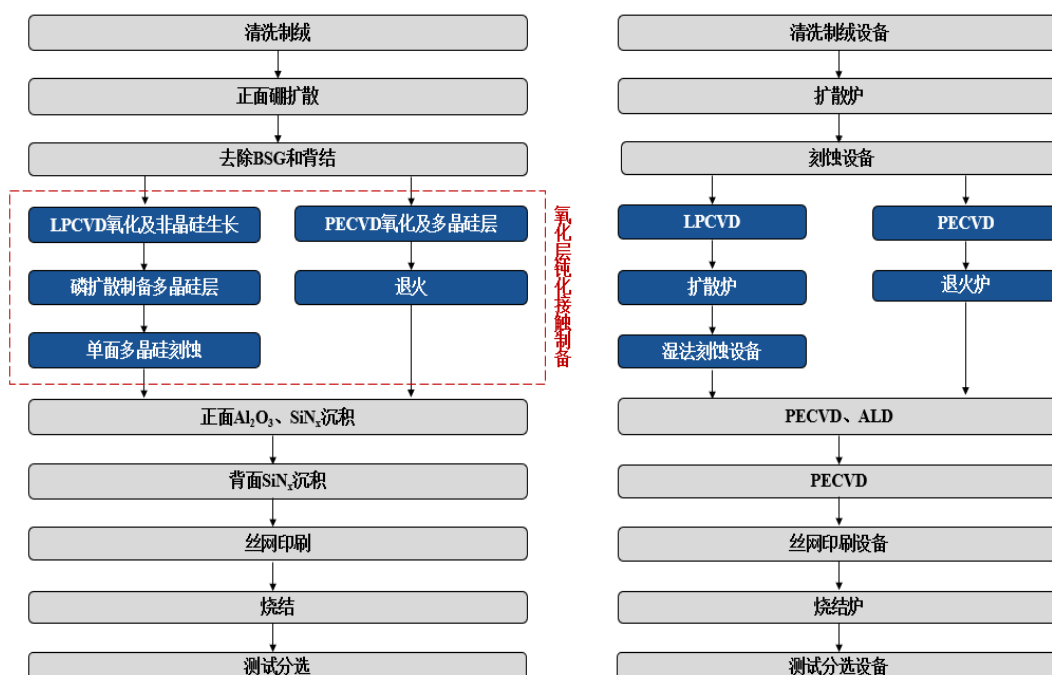 清洗制绒
正面硼扩散
去除BSG和背结
LPCVD氧化及非晶硅生长
PECVD氧化及多晶硅层
磷扩散制备多晶硅层
退火
单面多晶硅刻蚀
氧化层钝化接触制备
正面Al₂O₃、SiNₓ沉积
背面SiNₓ沉积
丝网印刷
烧结
测试分选
清洗制绒设备
扩散炉
刻蚀设备
LPCVD
PECVD
扩散炉
退火炉
湿法刻蚀设备
PECVD、ALD
PECVD
丝网印刷设备
烧结炉
测试分选设备